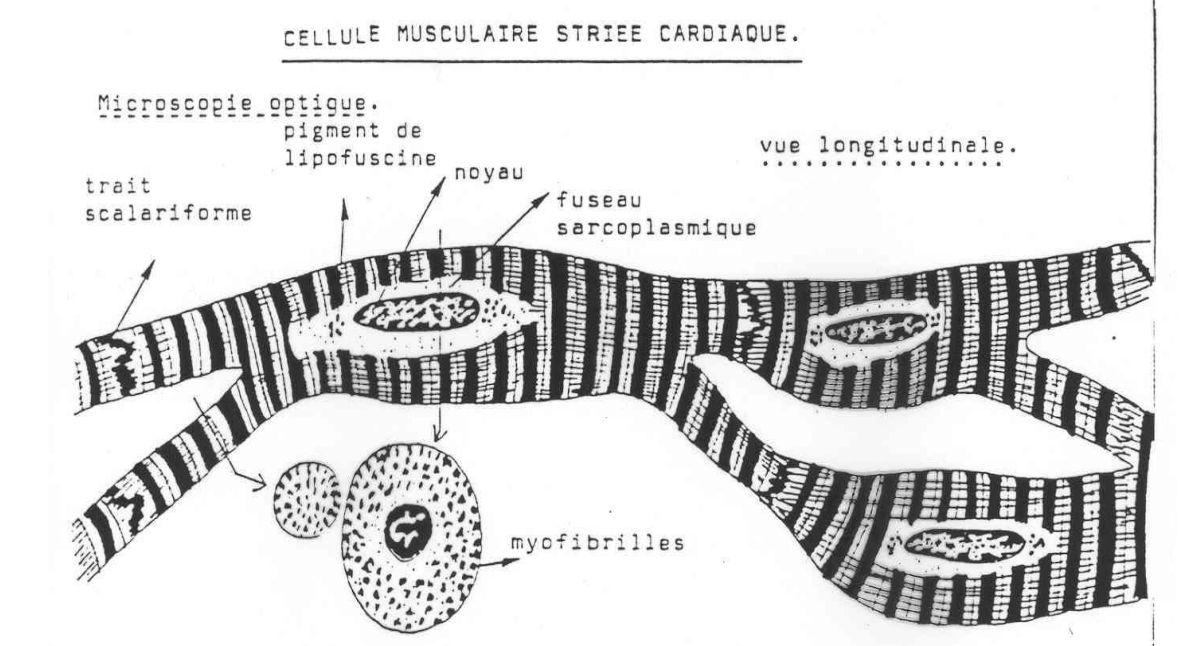 CELLULE MUSCULAIRE STRIEE CARDIAQUE.
Microscopie optique.
pigment de
lipofuscine
vue longitudinale.
noyau
trait
scalariforme
fuseau
sarcoplasmique
myofibrilles